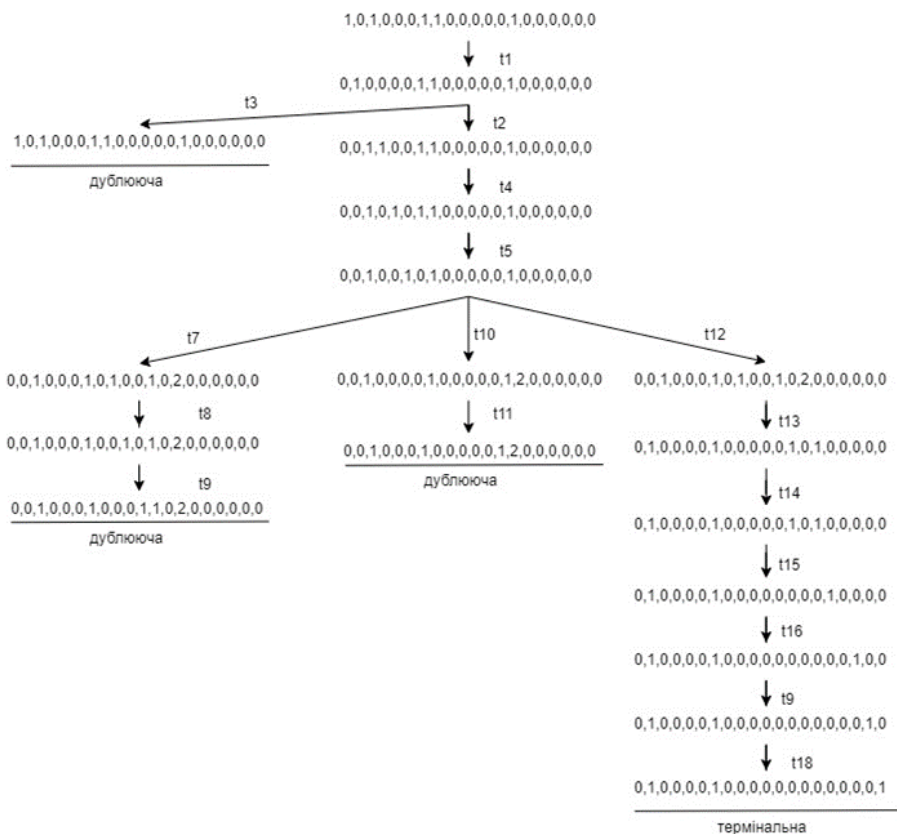 1,0,1,0,0,0,1,1,0,0,0,0,0,1,0,0,0,0,0,0
t1
0,1,0,0,0,0,1,1,0,0,0,0,0,1,0,0,0,0,0,0
t3
t2
1,0,1,0,0,0,1,1,0,0,0,0,0,1,0,0,0,0,0,0
0,0,1,1,0,0,1,1,0,0,0,0,0,1,0,0,0,0,0,0
дублююча
t4
0,0,1,0,1,0,1,1,0,0,0,0,0,1,0,0,0,0,0,0
t5
0,0,1,0,0,1,0,1,0,0,0,0,0,1,0,0,0,0,0,0
t7
t10
t12
0,0,1,0,0,0,1,0,1,0,0,1,0,2,0,0,0,0,0,0
0,0,1,0,0,0,0,1,0,0,0,0,0,1,2,0,0,0,0,0,0
0,0,1,0,0,0,1,0,1,0,0,1,0,2,0,0,0,0,0,0
t8
t11
t13
0,0,1,0,0,0,1,0,0,1,0,1,0,2,0,0,0,0,0,0
0,0,1,0,0,0,1,0,0,0,0,0,1,2,0,0,0,0,0,0
0,1,0,0,0,0,1,0,0,0,0,0,1,0,1,0,0,0,0,0
t9
дублююча
t14
0,0,1,0,0,0,1,0,0,0,1,1,0,2,0,0,0,0,0,0
0,1,0,0,0,0,1,0,0,0,0,0,0,1,0,1,0,0,0,0,0
дублююча
t15
0,1,0,0,0,0,1,0,0,0,0,0,0,0,0,1,0,0,0,0
t16
0,1,0,0,0,0,1,0,0,0,0,0,0,0,0,0,0,1,0,0
t9
0,1,0,0,0,0,1,0,0,0,0,0,0,0,0,0,0,0,1,0
t18
0,1,0,0,0,0,1,0,0,0,0,0,0,0,0,0,0,0,0,1
термінальна